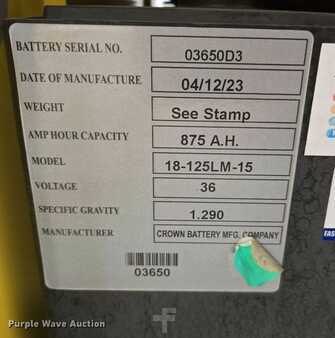 BATTERY SERIAL NO. 03650D3
DATE OF MANUFACTURE 04/12/23
WEIGHT See Stamp
AMP HOUR CAPACITY 875 A.H.
MODEL 18-125LM-15
VOLTAGE 36
SPECIFIC GRAVITY 1.290
MANUFACTURER CROWN BATTERY MFG. COMPANY
03650
EAS
Purple Wave Auction